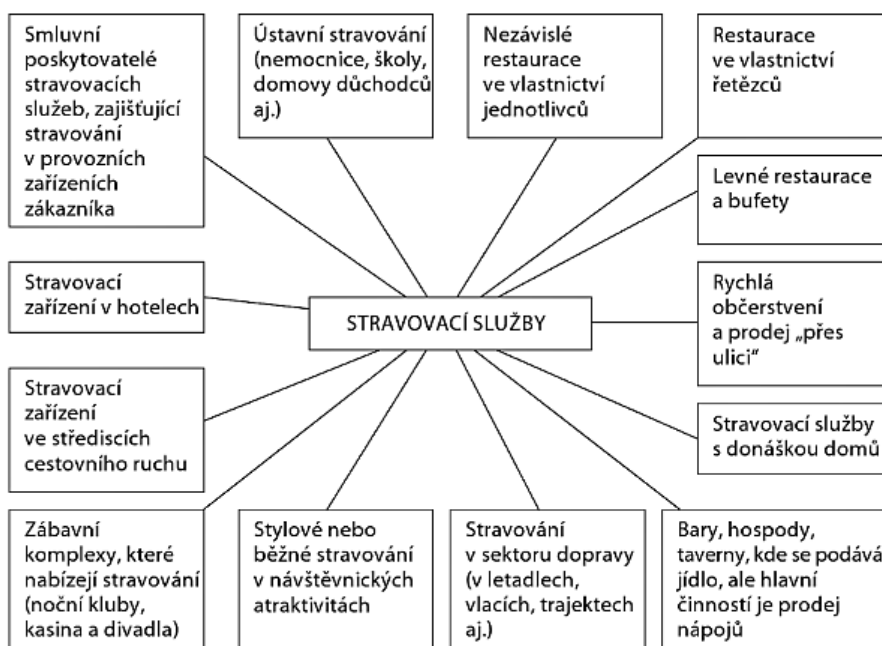 Smluvní
poskytovatelé
stravovacích
služeb, zajišťující
stravování
v provozních
zařízeních
zákazníka
Ústavní stravování
(nemocnice, školy,
domovy důchodců
aj.)
Nezávislé
restaurace
ve vlastnictví
jednotlivců
Restaurace
ve vlastnictví
řetězců
Levné restaurace
a bufety
Stravovací
zařízení v hotelech
STRAVOVACÍ SLUŽBY
Rychlá
občerstvení
a prodej „přes
ulici“
Stravovací
zařízení
ve střediscích
cestovního ruchu
Stravovací služby
s donáškou domů
Zábavní
komplexy, které
nabízejí stravování
(noční kluby,
kasina a divadla)
Stylové nebo
běžné stravování
v návštěvnických
atraktivitách
Stravování
v sektoru dopravy
(v letadlech,
vlacích, trajektech
aj.)
Bary, hospody,
taverny, kde se podává
jídlo, ale hlavní
činností je prodej
nápojů